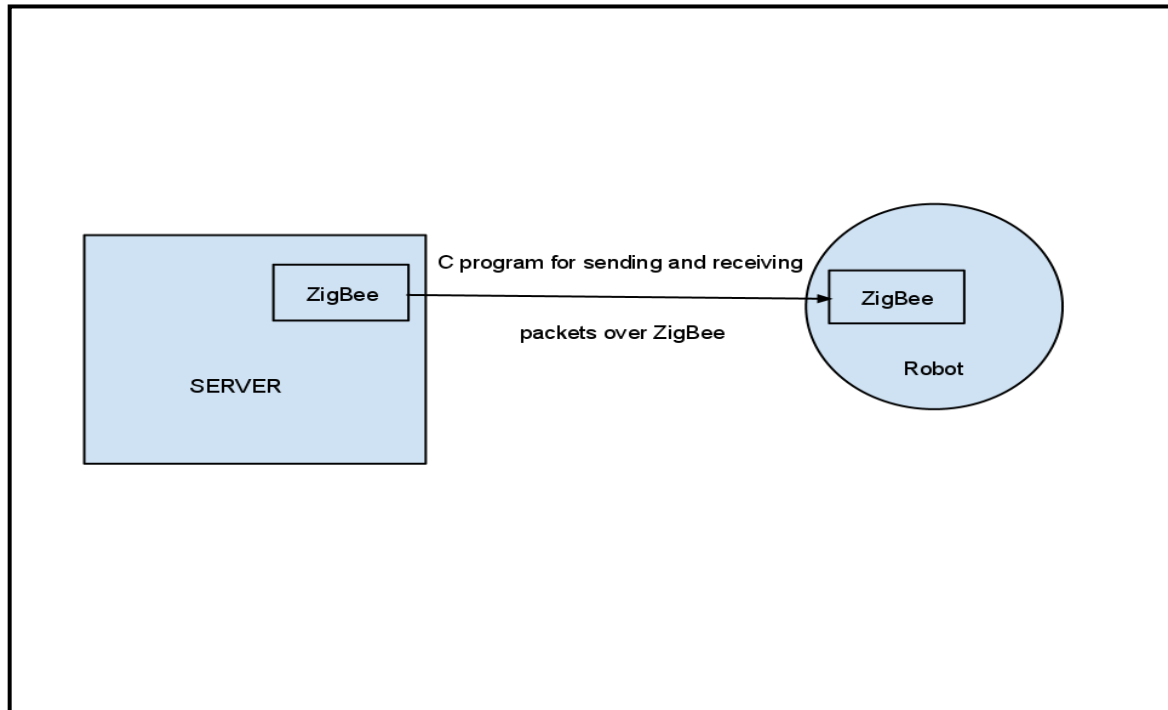 C program for sending and receiving
ZigBee
ZigBee
packets over ZigBee
Robot
SERVER